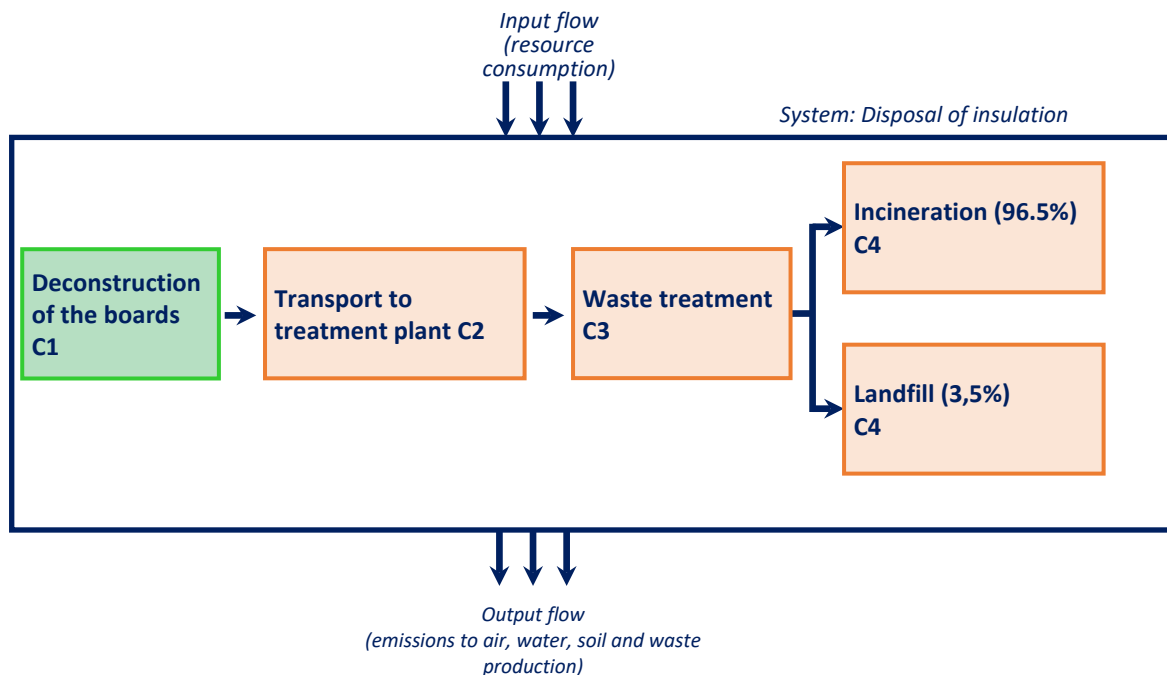 Input flow
(resource
consumption)
System: Disposal of insulation
Deconstruction
of the boards
C1
Transport to
treatment plant C2
Waste treatment
C3
Incineration (96.5%)
C4
Landfill (3,5%)
C4
Output flow
(emissions to air, water, soil and waste
production)